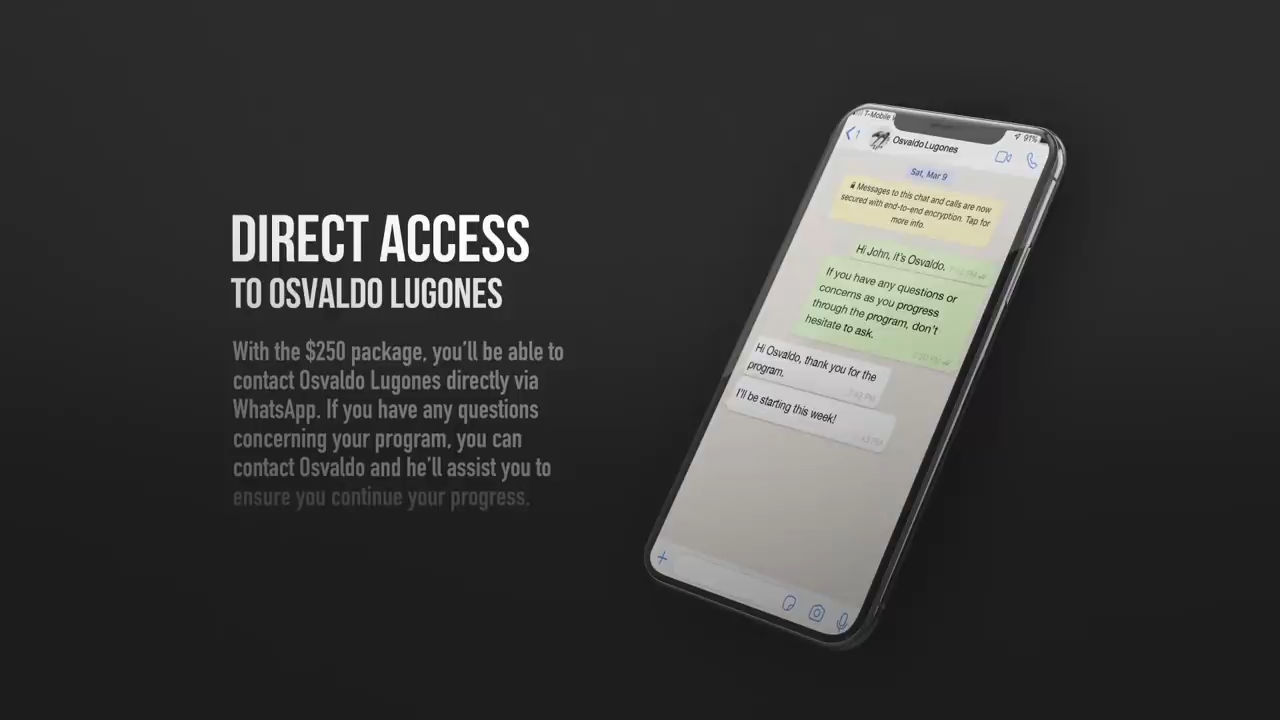 DIRECT ACCESS
TO OSVALDO LUGONES
With the $250 package, you'll be able to
contact Osvaldo Lugones directly via
WhatsApp. If you have any questions
concerning your program, you can
contact Osvaldo and he'll assist you to
ensure you continue your progress.
T-Mobile
91%
1
Osvaldo Lugones
Sat, Mar 9
Messages to this chat and calls are now
secured with end-to-end encryption. Tap for
more info.
Hi John, it's Osvaldo.
If you have any questions or
concerns as you progress
through the program, don't
hesitate to ask.
Hi Osvaldo, thank you for the
program.
I'll be starting this week!